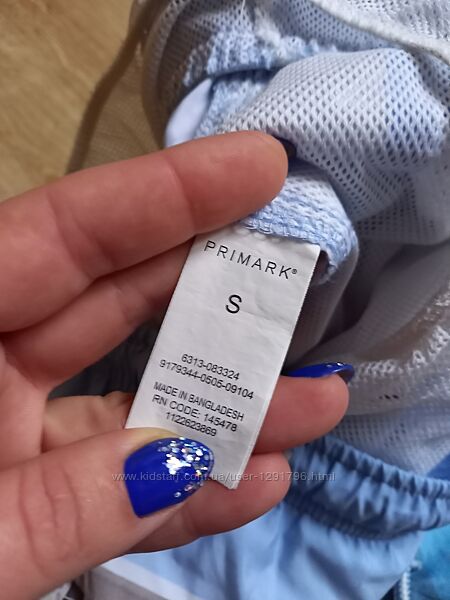 PRIMARK®
S
6313-083324
9179344-0505-09104
MADE IN BANGLADESH
RN CODE: 145478
1122623869
www.kidstaff.com.ua/user-1291796.html